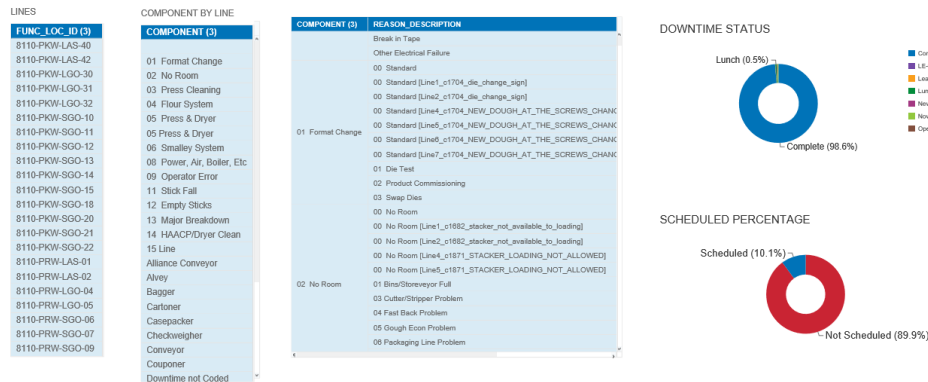 LINES
FUNC_LOC_ID (3)
8110-PKW-LAS-40
8110-PKW-LAS-42
8110-PKW-LGO-30
8110-PKW-LGO-31
8110-PKW-LGO-32
8110-PKW-SGO-10
8110-PKW-SGO-11
8110-PKW-SGO-12
8110-PKW-SGO-13
8110-PKW-SGO-14
8110-PKW-SGO-15
8110-PKW-SGO-18
8110-PKW-SGO-20
8110-PKW-SGO-21
8110-PKW-SGO-22
8110-PRW-LAS-01
8110-PRW-LAS-02
8110-PRW-LGO-04
8110-PRW-LGO-05
8110-PRW-SGO-06
8110-PRW-SGO-07
8110-PRW-SGO-09
COMPONENT BY LINE
COMPONENT (3)
01 Format Change
02 No Room
03 Press Cleaning
04 Flour System
05 Press & Dryer
05 Press & Dryer
06 Smalley System
08 Power, Air, Boiler, Etc
09 Operator Error
11 Stick Fall
12 Empty Sticks
13 Major Breakdown
14 HAACP/Dryer Clean
15 Line
Alliance Conveyor
Alvey
Bagger
Cartoner
Casepacker
Checkweigher
Conveyor
Couponer
Downtime not Coded
COMPONENT (3) REASON_DESCRIPTION
Break in Tape
Other Electrical Failure
00 Standard
00 Standard [Line1_c1704_die_change_sign]
00 Standard [Line2_c1704_die_change_sign]
00 Standard [Line4_c1704_NEW_DOUGH_AT_THE_SCREWS_CHANG
00 Standard [Line5_c1704_NEW_DOUGH_AT_THE_SCREWS_CHANG
01 Format Change
00 Standard [Line6_c1704_NEW_DOUGH_AT_THE_SCREWS_CHANG
00 Standard [Line7_c1704_NEW_DOUGH_AT_THE_SCREWS_CHANG
01 Die Test
02 Product Commissioning
03 Swap Dies
00 No Room
00 No Room [Line1_c1682_stacker_not_available_to_loading]
00 No Room [Line2_c1682_stacker_not_available_to_loading]
00 No Room [Line4_c1871_STACKER_LOADING_NOT_ALLOWED]
00 No Room [Line5_c1871_STACKER_LOADING_NOT_ALLOWED]
02 No Room
01 Bins/Storeveyor Full
03 Cutter/Stripper Problem
04 Fast Back Problem
05 Gough Econ Problem
06 Packaging Line Problem
DOWNTIME STATUS
Lunch (0.5%)
Complete (98.6%)
Con
LE-
Lea
Lun
Nov
Nov
Ope
SCHEDULED PERCENTAGE
Scheduled (10.1%)
Not Scheduled (89.9%)